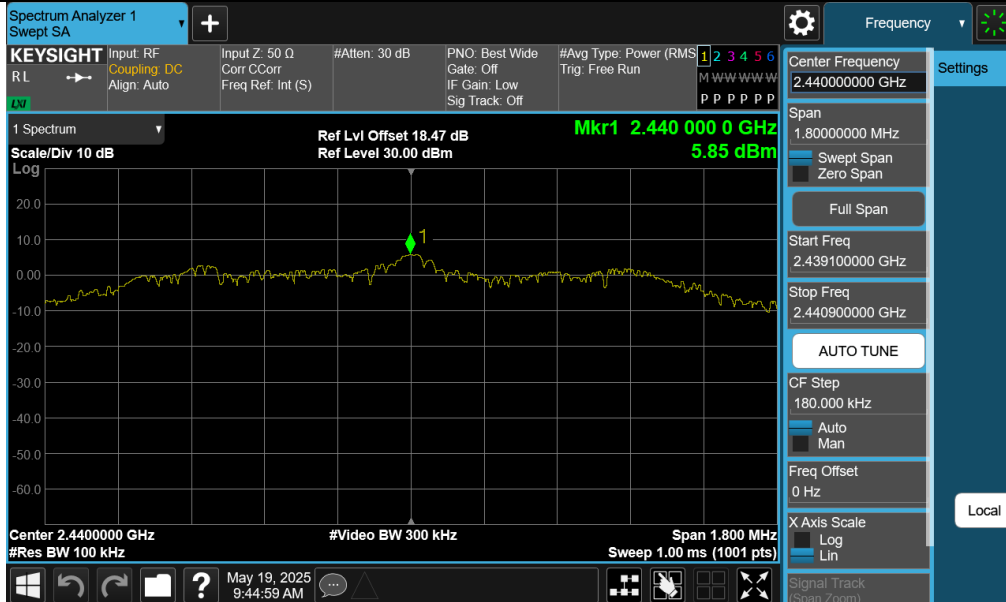 Spectrum Analyzer 1
Swept SA
+
Frequency
KEYSIGHT
R L
LXI
Input: RF
Coupling: DC
Align: Auto
Input Z: 50 Ω
Corr CCorr
Freq Ref: Int (S)
#Atten: 30 dB
PNO: Best Wide
Gate: Off
IF Gain: Low
Sig Track: Off
#Avg Type: Power (RMS
Trig: Free Run
1 2 3 4 5 6
M W W W W W
P P P P P P
1 Spectrum
Scale/Div 10 dB
Log
Ref Lvl Offset 18.47 dB
Ref Level 30.00 dBm
Mkr1 2.440 000 0 GHz
5.85 dBm
20.0
10.0
0.00
-10.0
-20.0
-30.0
-40.0
-50.0
-60.0
1
Center 2.4400000 GHz
#Res BW 100 kHz
#Video BW 300 kHz
Span 1.800 MHz
Sweep 1.00 ms (1001 pts)
Center Frequency
2.440000000 GHz
Span
1.80000000 MHz
Swept Span
Zero Span
Full Span
Start Freq
2.439100000 GHz
Stop Freq
2.440900000 GHz
AUTO TUNE
CF Step
180.000 kHz
Auto
Man
Freq Offset
0 Hz
X Axis Scale
Log
Lin
Signal Track
(Span Zoom)
Settings
Local
?
May 19, 2025
9:44:59 AM